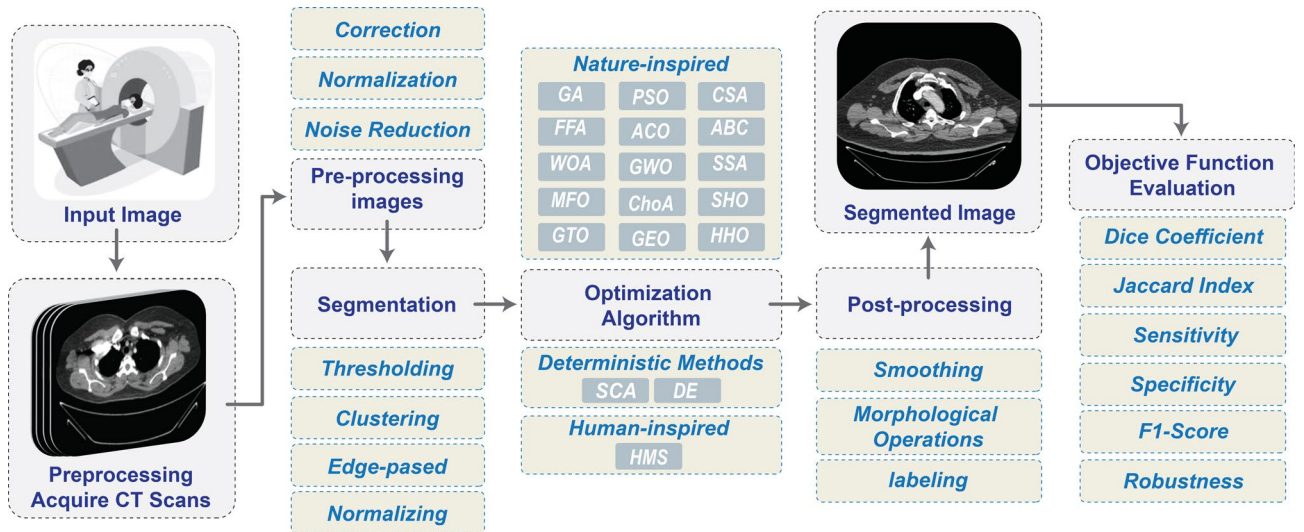 Input Image
Preprocessing
Acquire CT Scans
Correction
Normalization
Noise Reduction
Pre-processing
images
Segmentation
Thresholding
Clustering
Edge-pased
Normalizing
Nature-inspired
GA PSO CSA
FFA ACO ABC
WOA GWO SSA
MFO ChoA SHO
GTO GEO HHO
Optimization
Algorithm
Deterministic Methods
SCA DE
Human-inspired
HMS
Segmented Image
Post-processing
Smoothing
Morphological
Operations
labeling
Objective Function
Evaluation
Dice Coefficient
Jaccard Index
Sensitivity
Specificity
F1-Score
Robustness